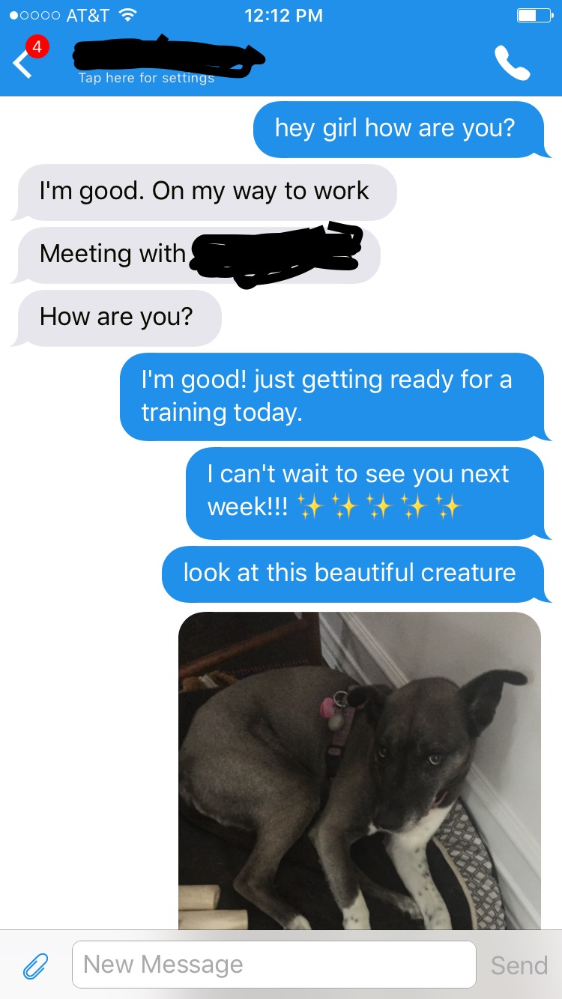 AT&T 12:12 PM
4
Tap here for settings
hey girl how are you?
I'm good. On my way to work
Meeting with
How are you?
I'm good! just getting ready for a
training today.
I can't wait to see you next
week!!! ✨ ✨ ✨ ✨ ✨
look at this beautiful creature
New Message Send